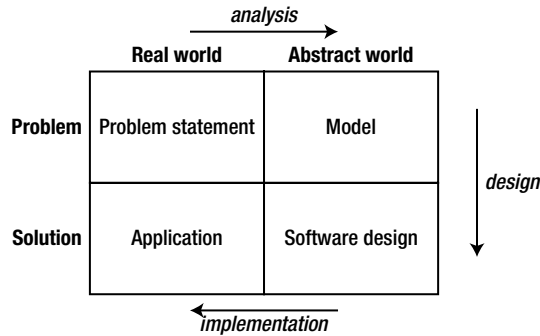 analysis
Real world Abstract world
Problem Problem statement Model
design
Solution Application Software design
implementation